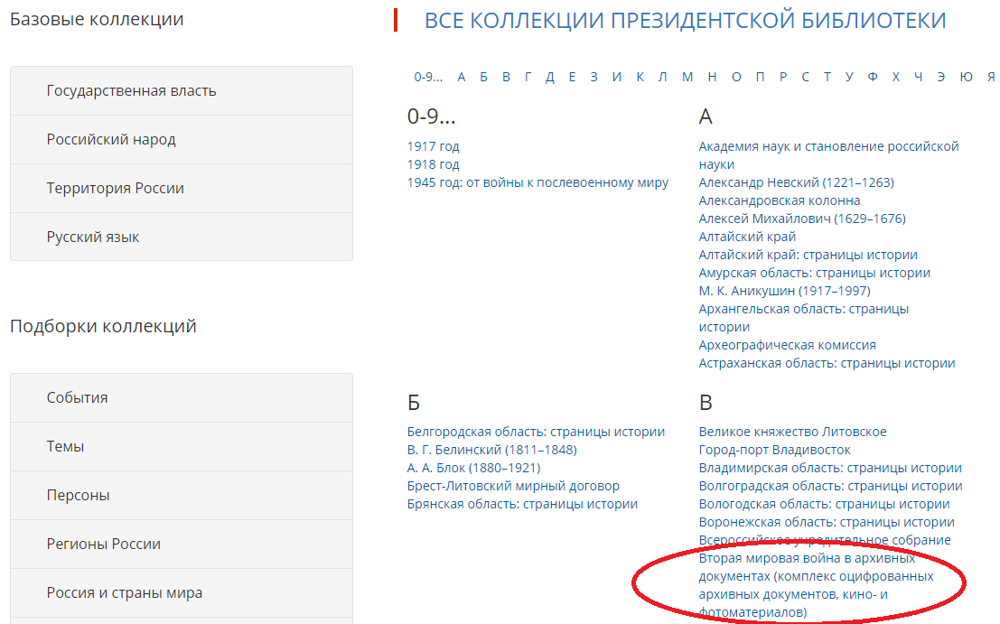 Базовые коллекции
Государственная власть
Российский народ
Территория России
Русский язык
Подборки коллекций
События
Темы
Персоны
Регионы России
Россия и страны мира
ВСЕ КОЛЛЕКЦИИ ПРЕЗИДЕНТСКОЙ БИБЛИОТЕКИ
0-9... А Б В Г Д Е З И К Л М Н О П Р С Т У Ф Х Ч Э Ю Я
0-9...
1917 год
1918 год
1945 год: от войны к послевоенному миру
А
Академия наук и становление российской
науки
Александр Невский (1221–1263)
Александровская колонна
Алексей Михайлович (1629–1676)
Алтайский край
Алтайский край: страницы истории
Амурская область: страницы истории
М. К. Аникушин (1917–1997)
Архангельская область: страницы
истории
Археографическая комиссия
Астраханская область: страницы истории
Б
Белгородская область: страницы истории
В. Г. Белинский (1811–1848)
А. А. Блок (1880–1921)
Брест-Литовский мирный договор
Брянская область: страницы истории
В
Великое княжество Литовское
Город-порт Владивосток
Владимирская область: страницы истории
Волгоградская область: страницы истории
Вологодская область: страницы истории
Воронежская область: страницы истории
Всероссийское учредительное собрание
Вторая мировая война в архивных
документах (комплекс оцифрованных
архивных документов, кино- и
фотоматериалов)